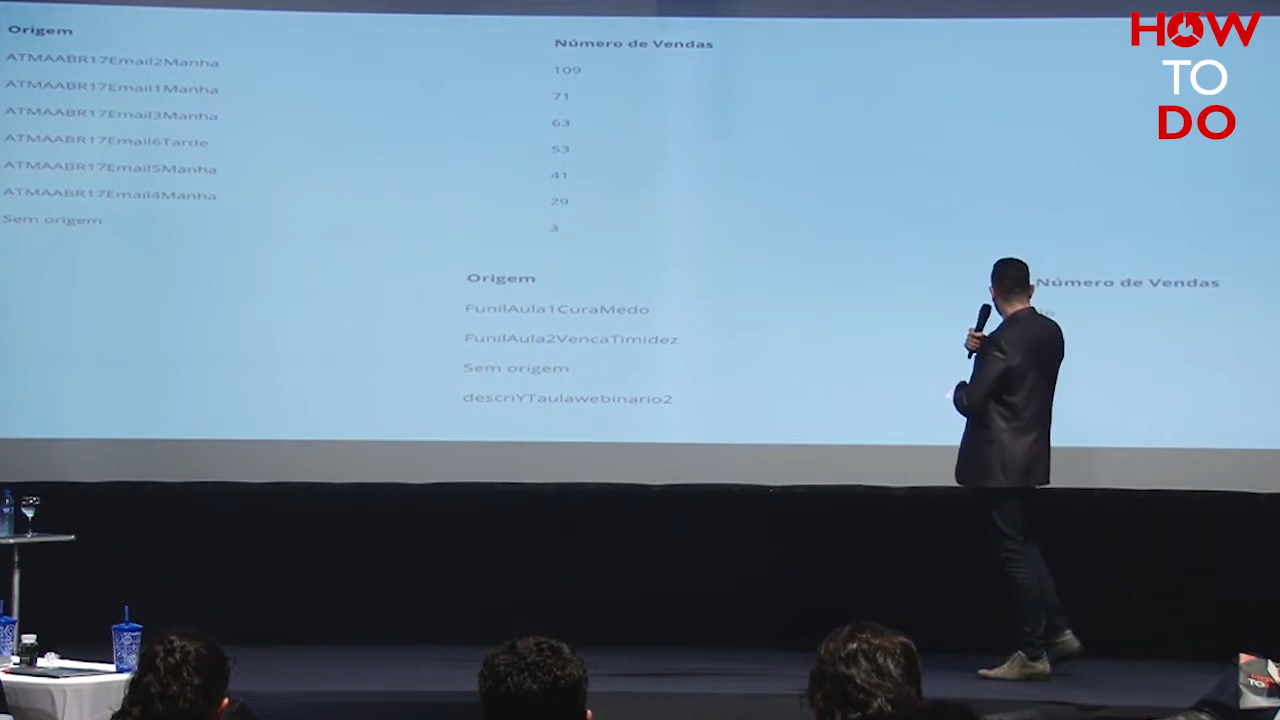 Origem Número de Vendas
ATMAABR17Email2Manha 109
ATMAABR17Email1Manha 71
ATMAABR17Email3Manha 63
ATMAABR17Email6Tarde 53
ATMAABR17Email5Manha 41
ATMAABR17Email4Manha 29
Sem origem 3
Origem Número de Vendas
FunilAula1CuraMedo
FunilAula2VencaTimidez
Sem origem
descriYTaulawebinario2
HOW
TO
DO